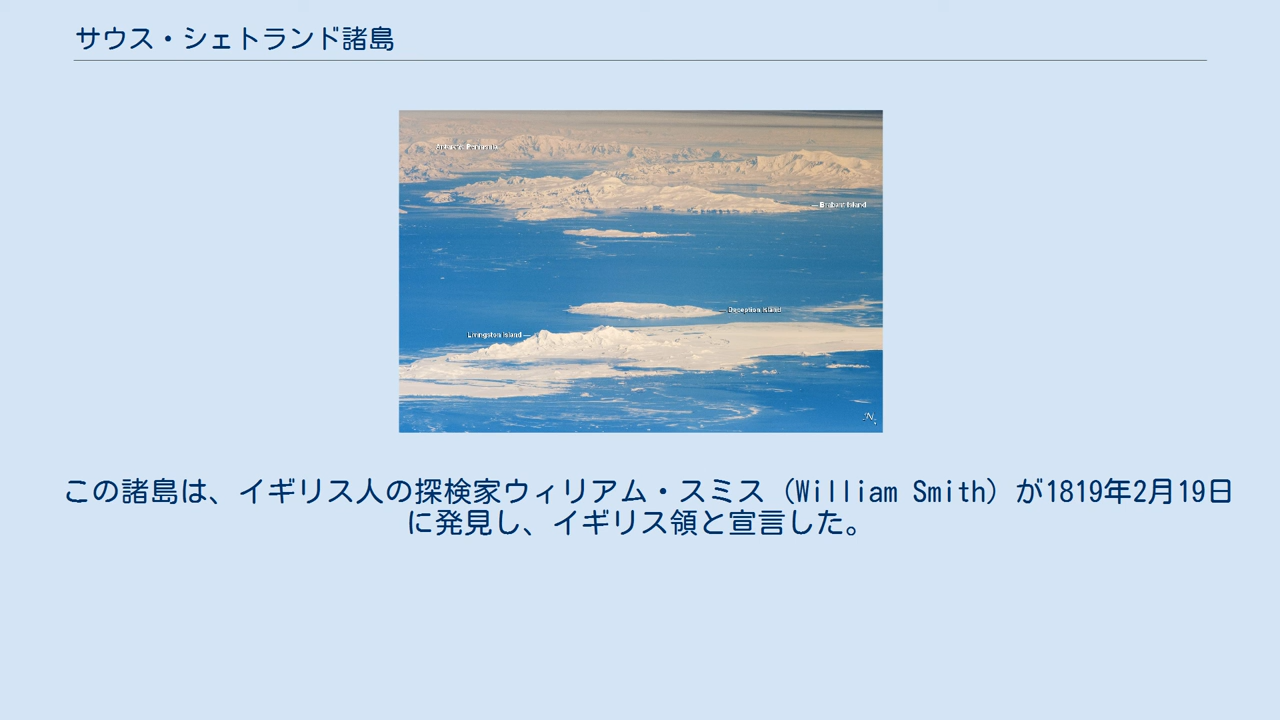 サウス・シェトランド諸島
Antarctic Peninsula
Brabant Island
Deception Island
Livingston Island
N
この諸島は、イギリス人の探検家ウィリアム・スミス（William Smith）が1819年2月19日
に発見し、イギリス領と宣言した。